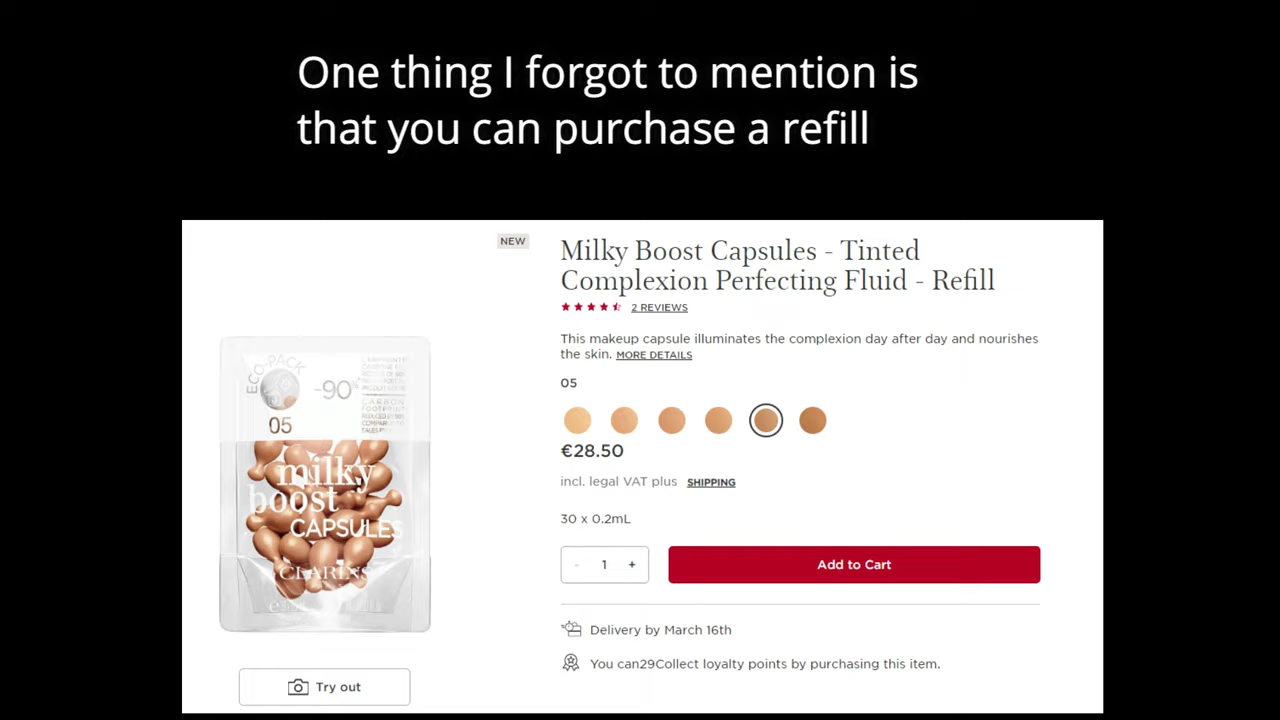 One thing I forgot to mention is
that you can purchase a refill
NEW
Milky Boost Capsules - Tinted
Complexion Perfecting Fluid - Refill
2 REVIEWS
This makeup capsule illuminates the complexion day after day and nourishes
the skin. MORE DETAILS
05
€28.50
incl. legal VAT plus SHIPPING
30 x 0.2mL
- 1 +
Add to Cart
Delivery by March 16th
You can29Collect loyalty points by purchasing this item.
ECO-PACK
-90%
CARBON
FOOTPRINT
05
milky
boost
CAPSULES
CLARINS
Try out